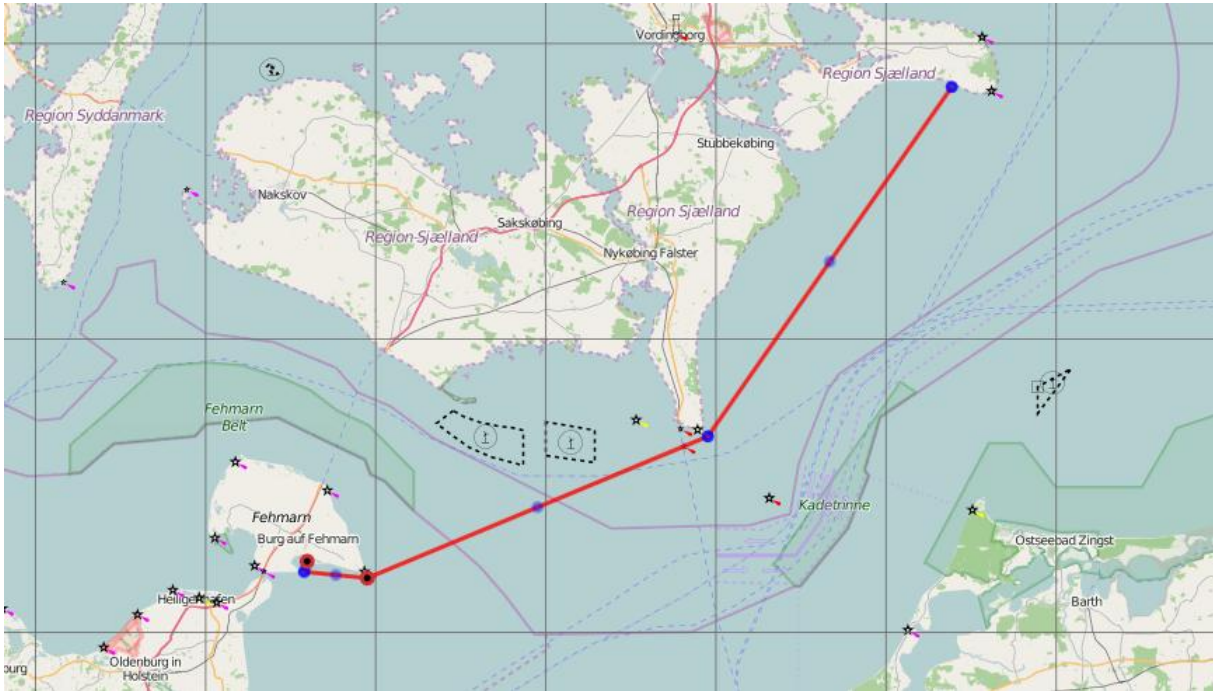 Vordingborg
Region Sjælland
Region Syddanmark
Stubbekøbing
Nakskov
Region Sjælland
Sakskøbing
Region Sjælland
Nykøbing Falster
Fehmarn
Belt
Kadetrinne
Fehmarn
Burg auf Fehmarn
Ostseebad Zingst
Barth
Oldenburg in
Holstein